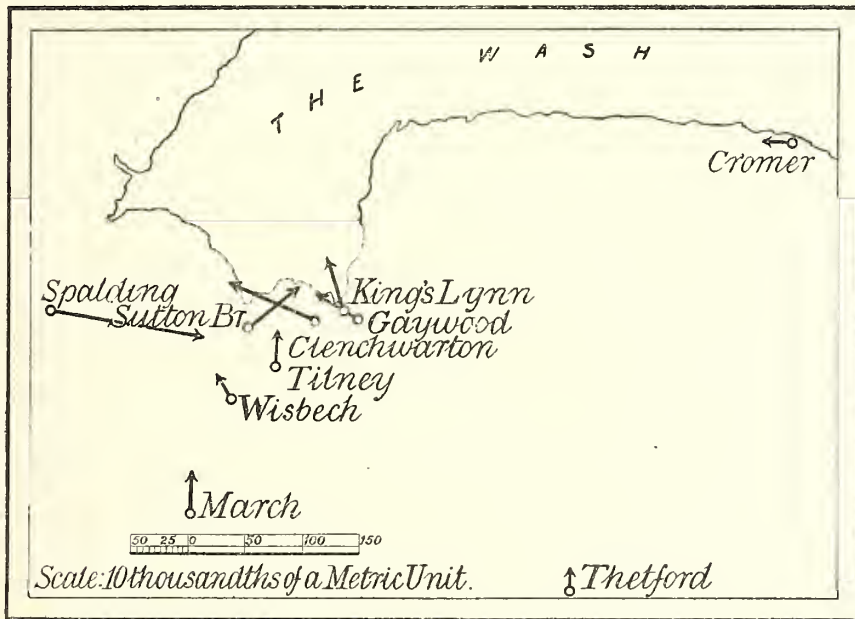 THE WASH
Cromer
Spalding
King's Lynn
Sutton Br.
Gaywood
Clenchwarton
Tilney
Wisbech
March
50 25 0 50 100 150
Scale: 10 thousandths of a Metric Unit.
Thetford